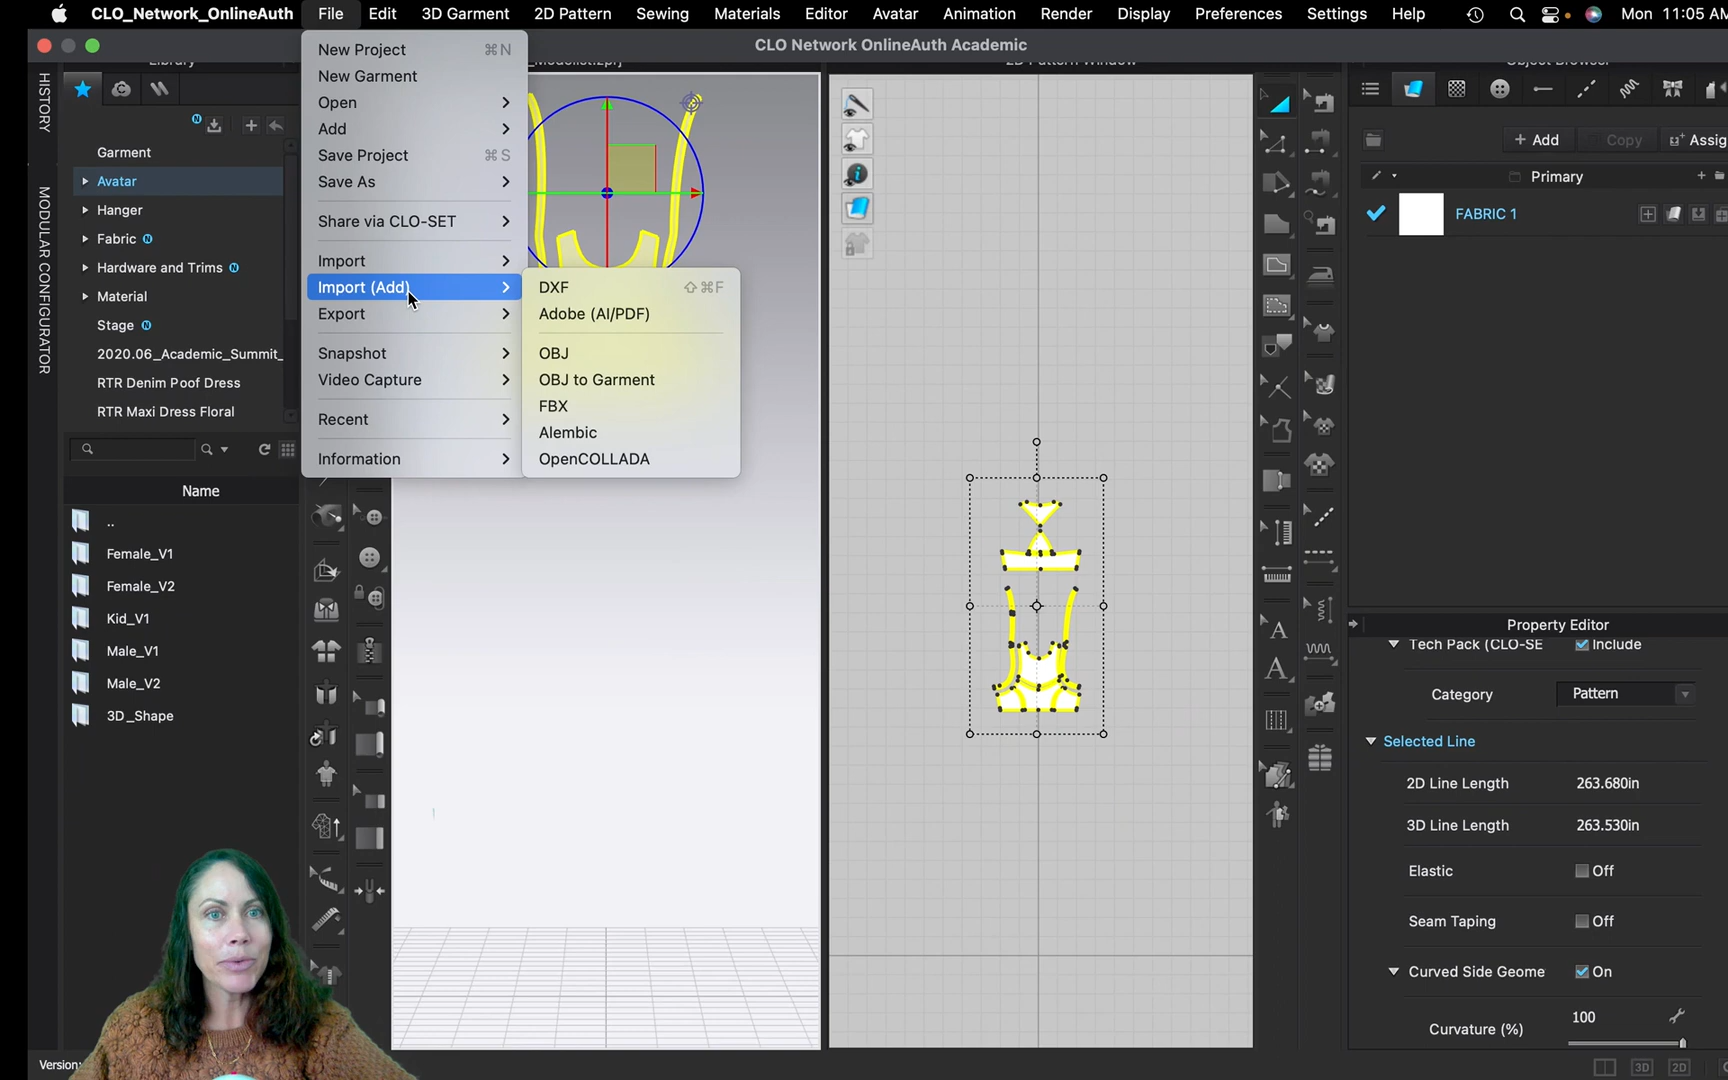 CLO_Network_OnlineAuth File Edit 3D Garment 2D Pattern Sewing Materials Editor Avatar Animation Render Display Preferences Settings Help Mon 11:05 AM
CLO Network OnlineAuth Academic
HISTORY
MODULAR CONFIGURATOR
Garment
Avatar
Hanger
Fabric
Hardware and Trims
Material
Stage
2020.06_Academic_Summit_
RTR Denim Poof Dress
RTR Maxi Dress Floral
Name
..
Female_V1
Female_V2
Kid_V1
Male_V1
Male_V2
3D_Shape
Version:
New Project ⌘N
New Garment
Open
Add
Save Project ⌘S
Save As
Share via CLO-SET
Import
Import (Add)
Export
Snapshot
Video Capture
Recent
Information
DXF ⇧⌘F
Adobe (AI/PDF)
OBJ
OBJ to Garment
FBX
Alembic
OpenCOLLADA
+ Add Copy Assig
Primary
FABRIC 1
Property Editor
Tech Pack (CLO-SE Include
Category Pattern
Selected Line
2D Line Length 263.680in
3D Line Length 263.530in
Elastic Off
Seam Taping Off
Curved Side Geome On
Curvature (%) 100
3D 2D